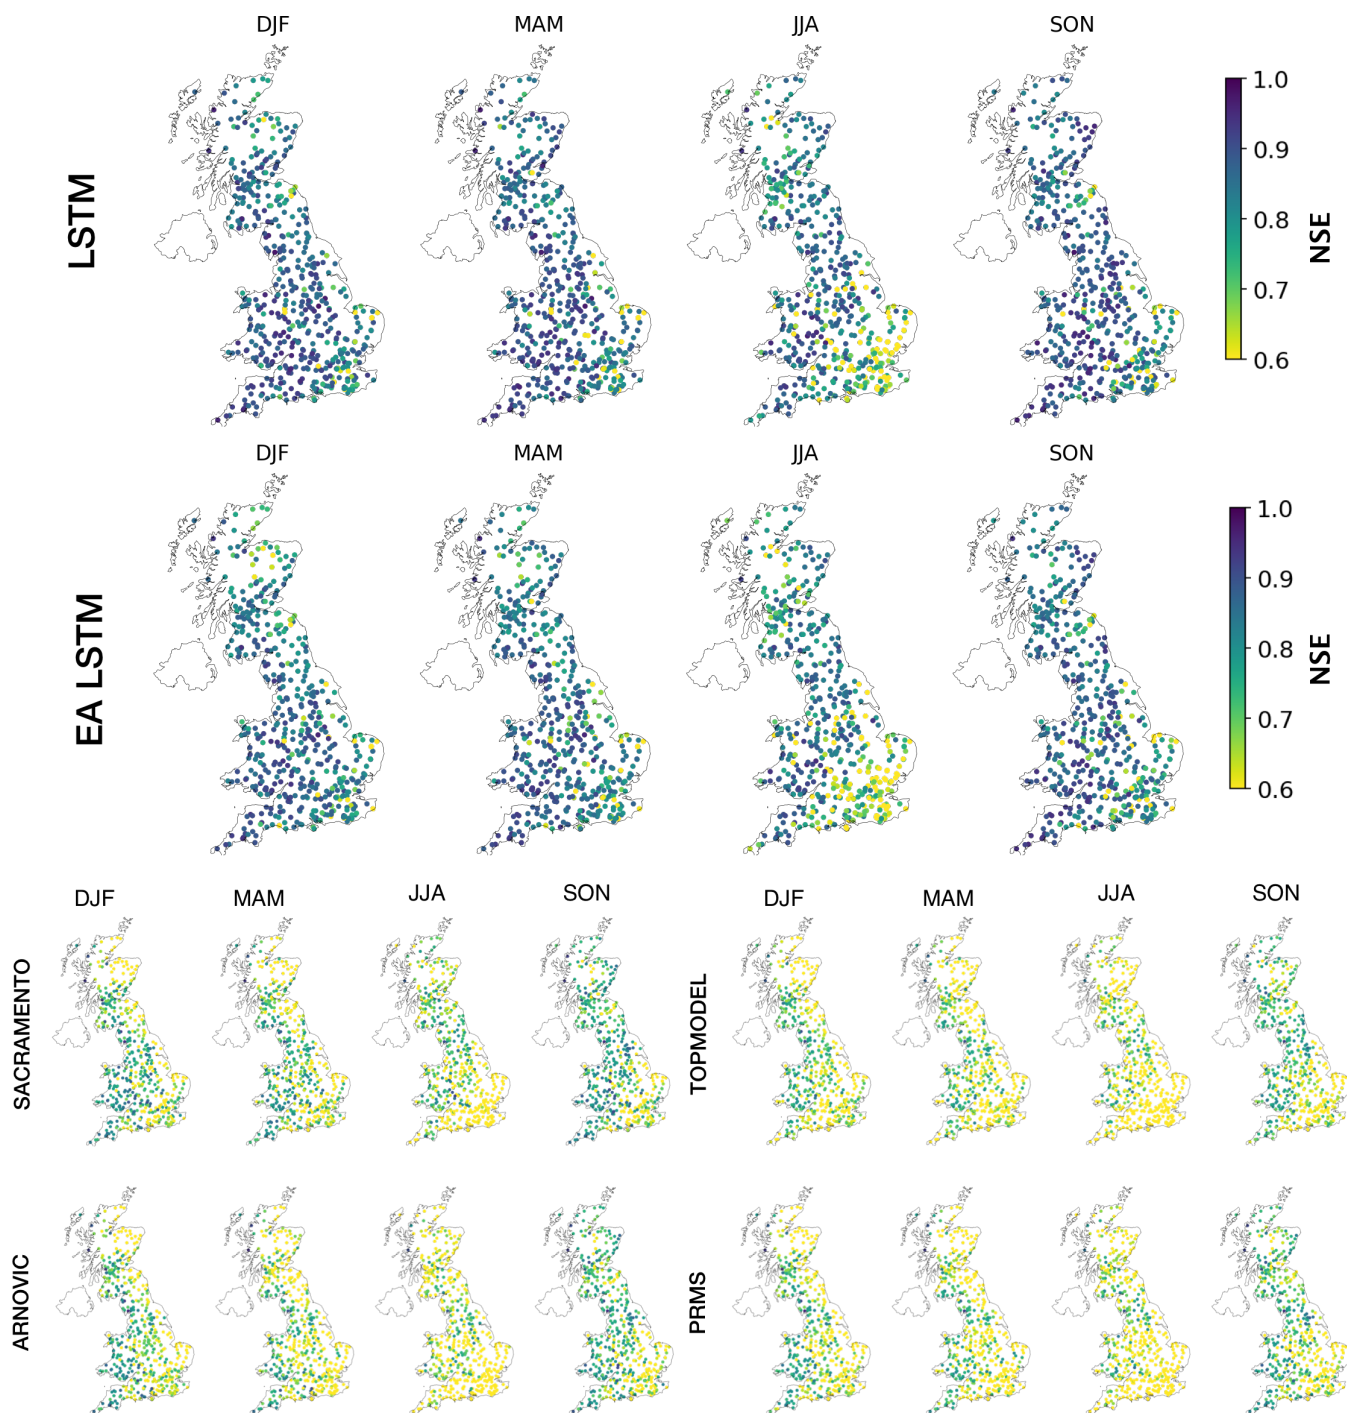 DJF MAM JJA SON
LSTM
1.0
0.9
0.8
0.7
0.6
NSE
DJF MAM JJA SON
EA LSTM
1.0
0.9
0.8
0.7
0.6
NSE
DJF MAM JJA SON DJF MAM JJA SON
SACRAMENTO
TOPMODEL
ARNOVIC
PRMS